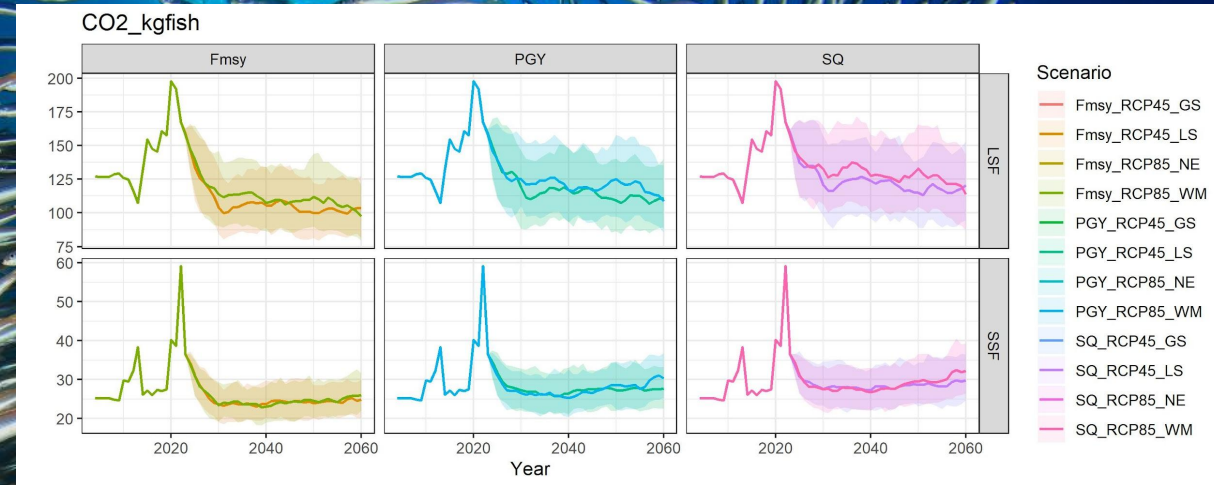 CO2_kgfish
Fmsy PGY SQ
200
175
150
125
100
75
LSF
60
50
40
30
20
SSF
2020 2040 2060 2020 2040 2060 2020 2040 2060
Year
Scenario
Fmsy_RCP45_GS
Fmsy_RCP45_LS
Fmsy_RCP85_NE
Fmsy_RCP85_WM
PGY_RCP45_GS
PGY_RCP45_LS
PGY_RCP85_NE
PGY_RCP85_WM
SQ_RCP45_GS
SQ_RCP45_LS
SQ_RCP85_NE
SQ_RCP85_WM